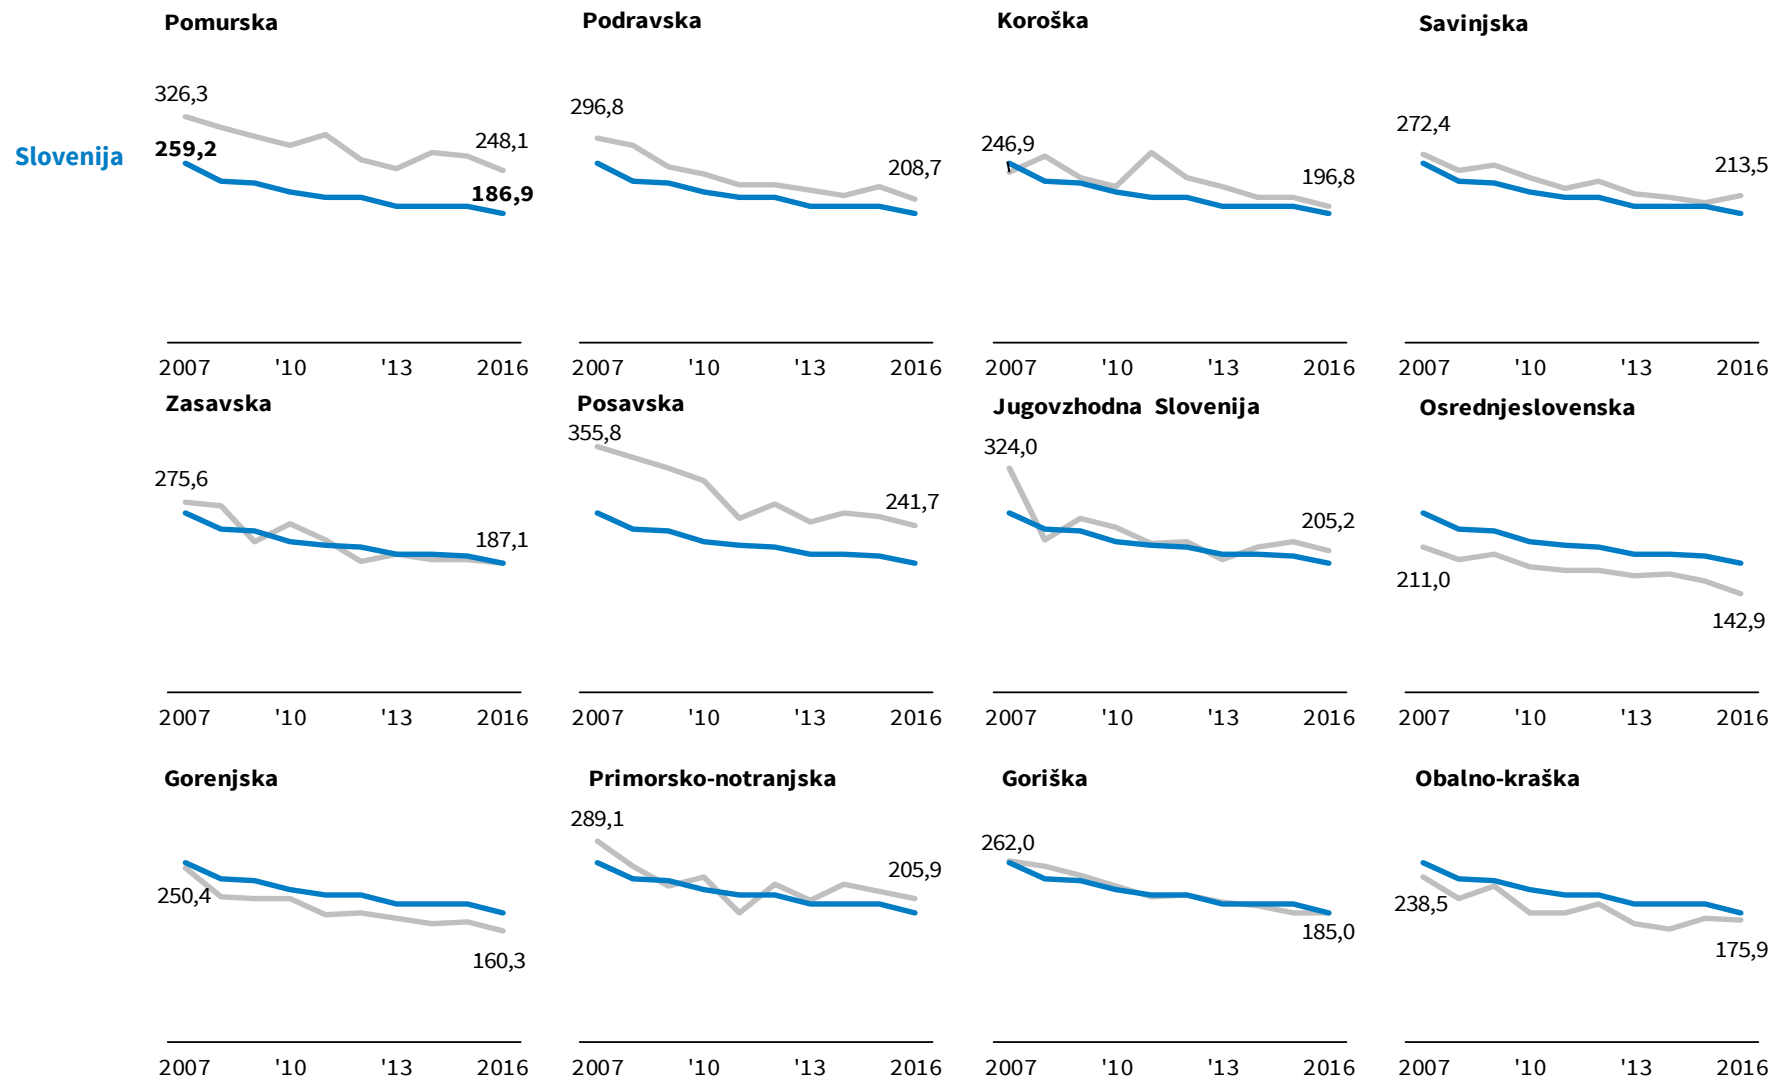 Pomurska
Podravska
Koroška
Savinjska
326,3
296,8
246,9
272,4
Slovenija
259,2
248,1
186,9
208,7
196,8
213,5
2007 '10 '13 2016
2007 '10 '13 2016
2007 '10 '13 2016
2007 '10 '13 2016
Zasavska
Posavska
Jugovzhodna Slovenija
Osrednjeslovenska
275,6
355,8
324,0
211,0
187,1
241,7
205,2
142,9
2007 '10 '13 2016
2007 '10 '13 2016
2007 '10 '13 2016
2007 '10 '13 2016
Gorenjska
Primorsko-notranjska
Goriška
Obalno-kraška
250,4
289,1
262,0
238,5
160,3
205,9
185,0
175,9
2007 '10 '13 2016
2007 '10 '13 2016
2007 '10 '13 2016
2007 '10 '13 2016